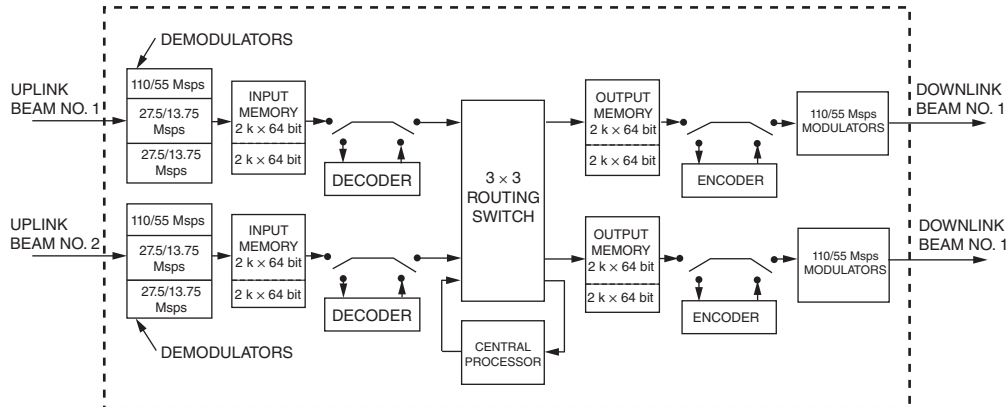 DEMODULATORS
UPLINK
BEAM NO. 1
110/55 Msps
27.5/13.75
Msps
27.5/13.75
Msps
INPUT
MEMORY
2 k × 64 bit
2 k × 64 bit
DECODER
3 × 3
ROUTING
SWITCH
OUTPUT
MEMORY
2 k × 64 bit
2 k × 64 bit
ENCODER
110/55 Msps
MODULATORS
DOWNLINK
BEAM NO. 1
UPLINK
BEAM NO. 2
110/55 Msps
27.5/13.75
Msps
27.5/13.75
Msps
DEMODULATORS
INPUT
MEMORY
2 k × 64 bit
2 k × 64 bit
DECODER
CENTRAL
PROCESSOR
OUTPUT
MEMORY
2 k × 64 bit
2 k × 64 bit
ENCODER
110/55 Msps
MODULATORS
DOWNLINK
BEAM NO. 1